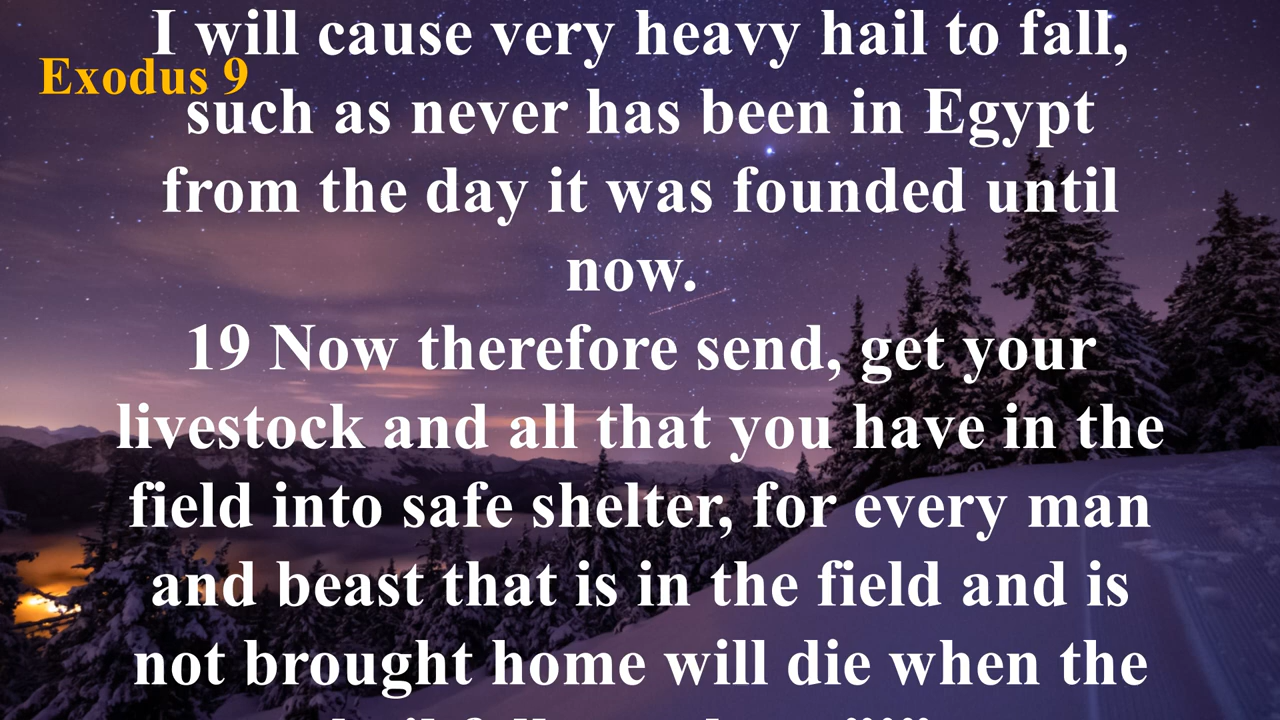 I will cause very heavy hail to fall,
Exodus 9
such as never has been in Egypt
from the day it was founded until
now.
19 Now therefore send, get your
livestock and all that you have in the
field into safe shelter, for every man
and beast that is in the field and is
not brought home will die when the